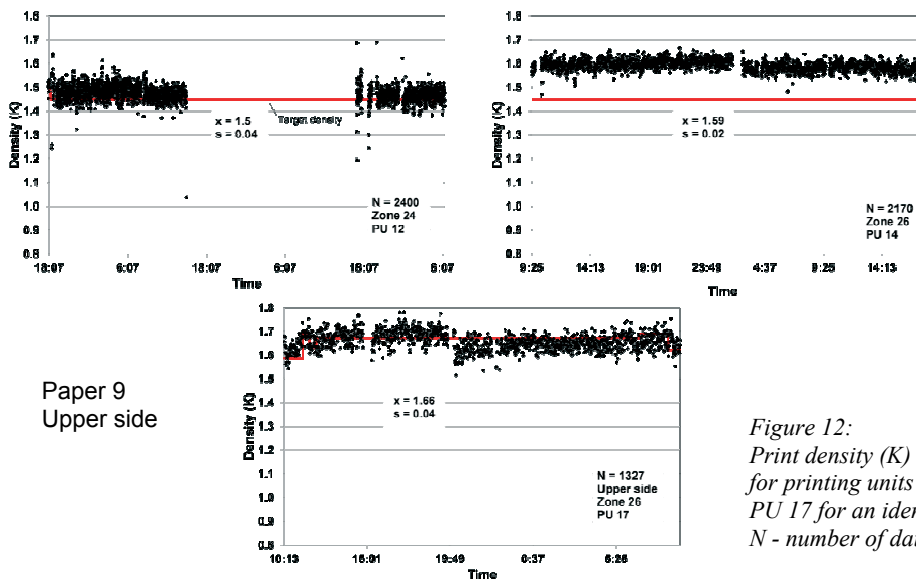 1.8
1.7
1.6
1.5
1.4
1.3
1.2
1.1
1.0
0.9
0.8
Density (K)
Target density
x = 1.5
s = 0.04
N = 2400
Zone 24
PU 12
18:07 6:07 18:07 6:07 18:07 6:07
Time
1.8
1.7
1.6
1.5
1.4
1.3
1.2
1.1
1.0
0.9
0.8
Density (K)
x = 1.59
s = 0.02
N = 2170
Zone 26
PU 14
9:25 14:13 19:01 23:49 4:37 9:25 14:13
Time
Paper 9
Upper side
1.8
1.7
1.6
1.5
1.4
1.3
1.2
1.1
1.0
0.9
0.8
Density (K)
x = 1.66
s = 0.04
N = 1327
Upper side
Zone 26
PU 17
10:13 15:01 19:49 0:37 5:25
Time
Figure 12:
Print density (K)
for printing units
PU 17 for an iden
N - number of da